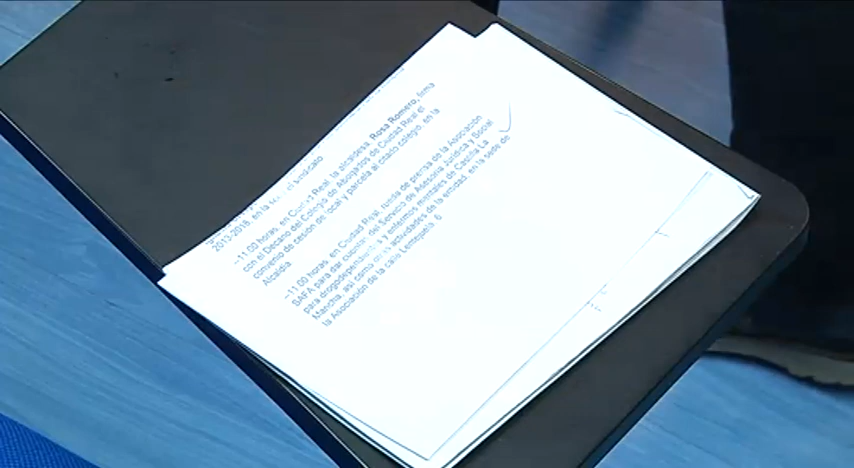 2013-2018, en la sindicato
-11:00 horas, en Ciudad Real, la alcaldesa, Rosa Romero, firma
con el Decano del Colegio de Abogados de Ciudad Real el
convenio de cesión de local y parcela al citado colegio, en la
Alcaldía.
-11:00 horas, en Ciudad Real, rueda de prensa de la Asociación
SAFA para dar cuenta del Servicio de Asesoría Jurídica y Social
para drogodependientes y enfermos mentales de Castilla La
Mancha, así como de las actividades de la entidad, en la sede de
la Asociación de la calle 6